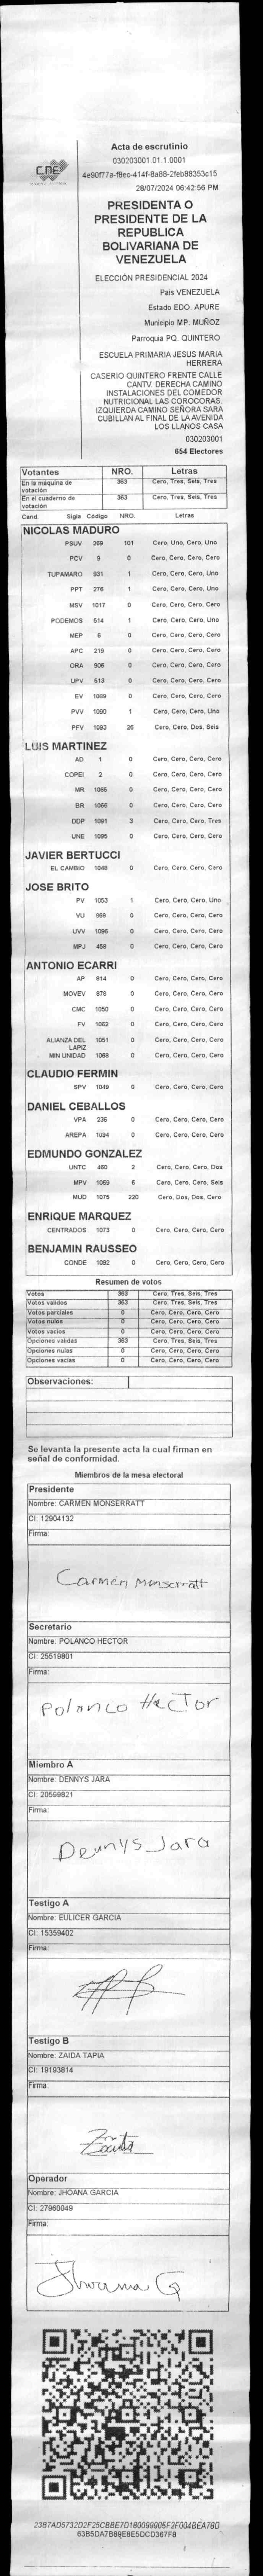 CNE
Acta de escrutinio
030203001.01.1.0001
4e90f77a-f8ec-414f-8a88-2feb88353c15
28/07/2024 06:42:56 PM
PRESIDENTA O
PRESIDENTE DE LA
REPUBLICA
BOLIVARIANA DE
VENEZUELA
ELECCIÓN PRESIDENCIAL 2024
País VENEZUELA
Estado EDO. APURE
Municipio MP. MUÑOZ
Parroquia PQ. QUINTERO
ESCUELA PRIMARIA JESUS MARIA
HERRERA
CASERIO QUINTERO FRENTE CALLE
CANTV. DERECHA CAMINO
INSTALACIONES DEL COMEDOR
NUTRICIONAL LAS COROCORAS.
IZQUIERDA CAMINO SEÑORA SARA
CUBILLAN AL FINAL DE LA AVENIDA
LOS LLANOS CASA
030203001
654 Electores
Votantes NRO. Letras
En la máquina de votación 363 Cero, Tres, Seis, Tres
En el cuaderno de votación 363 Cero, Tres, Seis, Tres
Cand. Sigla Codigo NRO. Letras
NICOLAS MADURO
PSUV 269 101 Cero, Uno, Cero, Uno
PCV 9 0 Cero, Cero, Cero, Cero
TUPAMARO 931 1 Cero, Cero, Cero, Uno
PPT 276 1 Cero, Cero, Cero, Uno
MSV 1017 0 Cero, Cero, Cero, Cero
PODEMOS 514 1 Cero, Cero, Cero, Uno
MEP 6 0 Cero, Cero, Cero, Cero
APC 219 0 Cero, Cero, Cero, Cero
ORA 906 0 Cero, Cero, Cero, Cero
UPV 513 0 Cero, Cero, Cero, Cero
EV 1099 0 Cero, Cero, Cero, Cero
PVV 1090 1 Cero, Cero, Cero, Uno
PFV 1093 26 Cero, Cero, Dos, Seis
LUIS MARTINEZ
AD 1 0 Cero, Cero, Cero, Cero
COPEI 2 0 Cero, Cero, Cero, Cero
MR 1065 0 Cero, Cero, Cero, Cero
BR 1066 0 Cero, Cero, Cero, Cero
DDP 1091 3 Cero, Cero, Cero, Tres
UNE 1095 0 Cero, Cero, Cero, Cero
JAVIER BERTUCCI
EL CAMBIO 1048 0 Cero, Cero, Cero, Cero
JOSE BRITO
PV 1053 1 Cero, Cero, Cero, Uno
VU 968 0 Cero, Cero, Cero, Cero
UVV 1096 0 Cero, Cero, Cero, Cero
MPJ 458 0 Cero, Cero, Cero, Cero
ANTONIO ECARRI
AP 914 0 Cero, Cero, Cero, Cero
MOVEV 979 0 Cero, Cero, Cero, Cero
CMC 1050 0 Cero, Cero, Cero, Cero
FV 1062 0 Cero, Cero, Cero, Cero
ALIANZA DEL LAPIZ 1051 0 Cero, Cero, Cero, Cero
MIN UNIDAD 1068 0 Cero, Cero, Cero, Cero
CLAUDIO FERMIN
SPV 1049 0 Cero, Cero, Cero, Cero
DANIEL CEBALLOS
VPA 236 0 Cero, Cero, Cero, Cero
AREPA 1094 0 Cero, Cero, Cero, Cero
EDMUNDO GONZALEZ
UNTC 460 2 Cero, Cero, Cero, Dos
MPV 1069 6 Cero, Cero, Cero, Seis
MUD 1075 220 Cero, Dos, Dos, Cero
ENRIQUE MARQUEZ
CENTRADOS 1073 0 Cero, Cero, Cero, Cero
BENJAMIN RAUSSEO
CONDE 1092 0 Cero, Cero, Cero, Cero
Resumen de votos
Votos 363 Cero, Tres, Seis, Tres
Votos validos 363 Cero, Tres, Seis, Tres
Votos parciales 0 Cero, Cero, Cero, Cero
Votos nulos 0 Cero, Cero, Cero, Cero
Votos vacios 0 Cero, Cero, Cero, Cero
Opciones validas 363 Cero, Tres, Seis, Tres
Opciones nulas 0 Cero, Cero, Cero, Cero
Opciones vacias 0 Cero, Cero, Cero, Cero
Observaciones:
Se levanta la presente acta la cual firman en
señal de conformidad.
Miembros de la mesa electoral
Presidente
Nombre: CARMEN MONSERRATT
CI: 12904132
Firma:
Carmen Monserratt
Secretario
Nombre: POLANCO HECTOR
CI: 25519801
Firma:
Polanco Hector
Miembro A
Nombre: DENNYS JARA
CI: 20599821
Firma:
Dennys Jara
Testigo A
Nombre: EULICER GARCIA
CI: 15359402
Firma:
Testigo B
Nombre: ZAIDA TAPIA
CI: 19193814
Firma:
Zaida
Operador
Nombre: JHOANA GARCIA
CI: 27960049
Firma:
Jhoana G
2387AD5732D2F25CBBE7D180099905F2F004BEA78D
63B5DA7B89E8E5DCD367F8